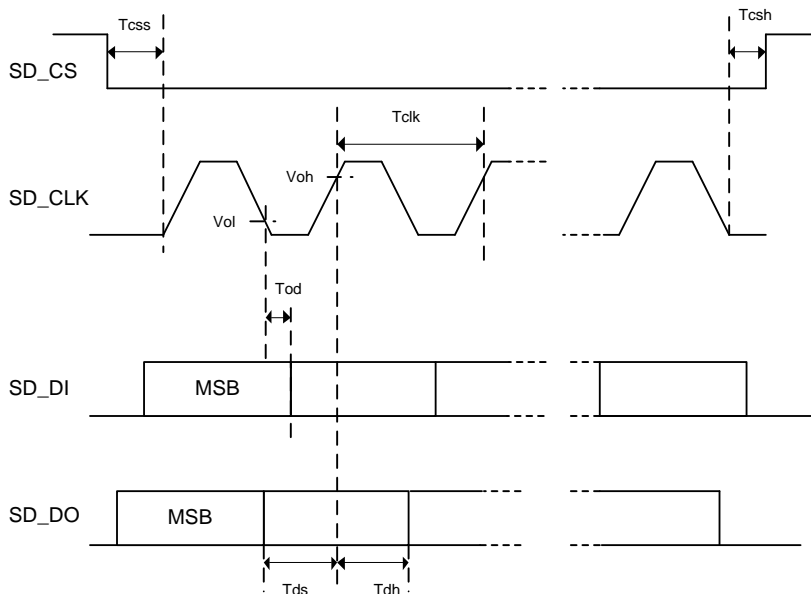 Tcss
Tcsh
SD_CS
Tclk
Voh
SD_CLK
Vol
Tod
SD_DI
MSB
SD_DO
MSB
Tds
Tdh